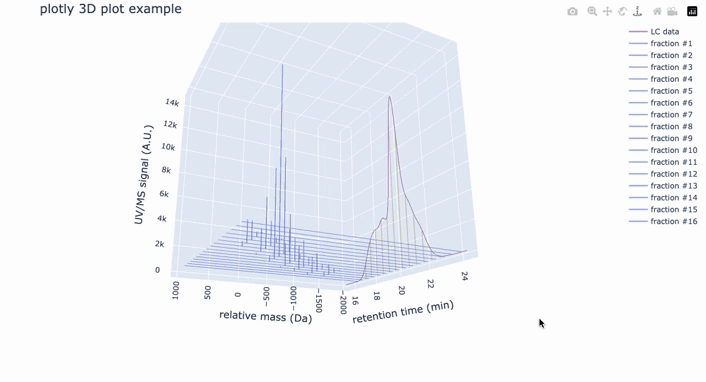 plotly 3D plot example
LC data
fraction #1
fraction #2
fraction #3
fraction #4
fraction #5
fraction #6
fraction #7
fraction #8
fraction #9
fraction #10
fraction #11
fraction #12
fraction #13
fraction #14
fraction #15
fraction #16
UV/MS signal (A.U.)
14k
12k
10k
8k
6k
4k
2k
0
1000
500
0
−500
−1000
−1500
−2000
relative mass (Da)
16
18
20
22
24
retention time (min)